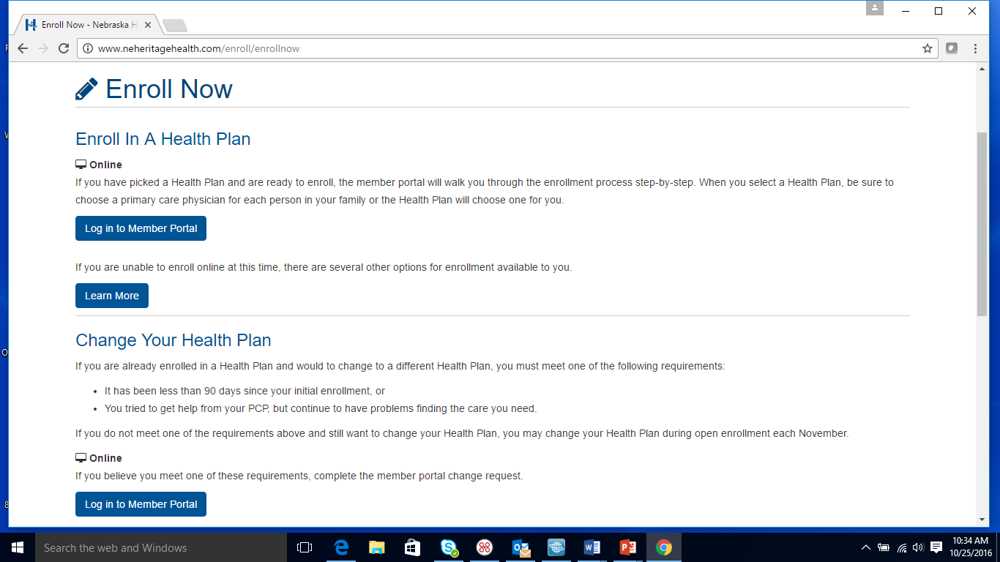 Enroll Now - Nebraska H
www.neheritagehealth.com/enroll/enrollnow
Enroll Now
Enroll In A Health Plan
Online
If you have picked a Health Plan and are ready to enroll, the member portal will walk you through the enrollment process step-by-step. When you select a Health Plan, be sure to
choose a primary care physician for each person in your family or the Health Plan will choose one for you.
Log in to Member Portal
If you are unable to enroll online at this time, there are several other options for enrollment available to you.
Learn More
Change Your Health Plan
If you are already enrolled in a Health Plan and would to change to a different Health Plan, you must meet one of the following requirements:
• It has been less than 90 days since your initial enrollment, or
• You tried to get help from your PCP, but continue to have problems finding the care you need.
If you do not meet one of the requirements above and still want to change your Health Plan, you may change your Health Plan during open enrollment each November.
Online
If you believe you meet one of these requirements, complete the member portal change request.
Log in to Member Portal
Search the web and Windows
10:34 AM
10/25/2016